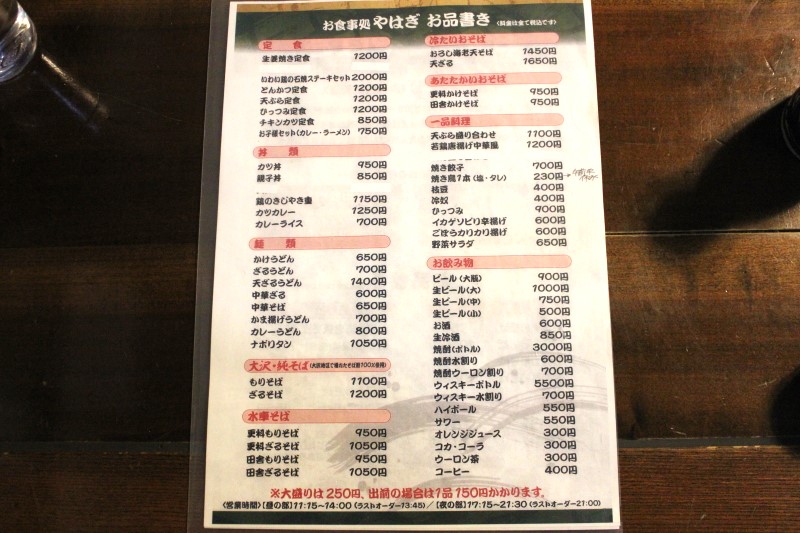 お食事処 やはぎ お品書き (料金は全て税込です)
定 食
生姜焼き定食 1200円
いわい鶏の石焼ステーキセット 2000円
とんかつ定食 1200円
天ぷら定食 1200円
ひっつみ定食 1200円
チキンカツ定食 850円
お子様セット(カレー・ラーメン) 750円
丼 類
カツ丼 950円
親子丼 850円
鶏のきじやき重 1150円
カツカレー 1250円
カレーライス 700円
麺 類
かけうどん 650円
ざるうどん 700円
天ざるうどん 1400円
中華ざる 600円
中華そば 650円
かま揚げうどん 700円
カレーうどん 800円
ナポリタン 1050円
大沢・純そば
もりそば 1100円
ざるそば 1200円
水車そば
更科もりそば 950円
更科ざるそば 1050円
田舎もりそば 950円
田舎ざるそば 1050円
冷たいおそば
おろし海老天そば 1450円
天ざる 1650円
あたたかいおそば
更科かけそば 950円
田舎かけそば 950円
一品料理
天ぷら盛り合わせ 1100円
若鶏唐揚げ中華風 1200円
焼き餃子 700円
焼き鳥1本(塩・タレ) 230円
枝豆 400円
冷奴 400円
ひっつみ 900円
イカゲソピリ辛揚げ 600円
ごぼうかりかり揚げ 600円
野菜サラダ 650円
お飲み物
ビール(大瓶) 900円
生ビール(大) 1000円
生ビール(中) 750円
生ビール(小) 500円
お酒 600円
生冷酒 850円
焼酎(ボトル) 3000円
焼酎水割り 600円
焼酎ウーロン割り 700円
ウィスキーボトル 5500円
ウィスキー水割り 700円
ハイボール 550円
サワー 550円
オレンジジュース 300円
コカ・コーラ 300円
ウーロン茶 300円
コーヒー 400円
※大盛りは250円、出前の場合は1品150円がかかります。
〈営業時間〉【昼の部】11:15~14:00(ラストオーダー13:45)/【夜の部】17:15~21:30(ラストオーダー21:00)